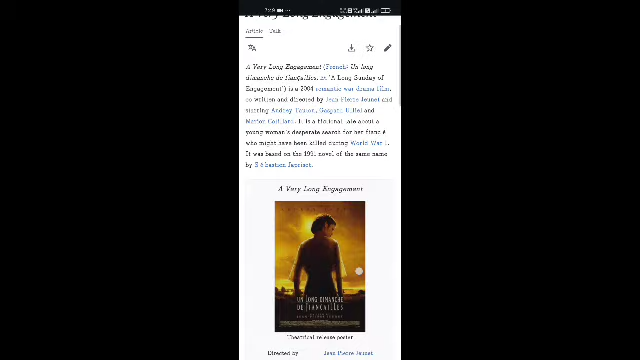 A Very Long Engagement
Article Talk
A Very Long Engagement (French: Un long
dimanche de fiançailles, lit. 'A Long Sunday of
Engagement') is a 2004 romantic war drama film,
co written and directed by Jean Pierre Jeunet and
starring Audrey Tautou, Gaspard Ulliel and
Marion Cotillard. It is a fictional tale about a
young woman's desperate search for her fiancé
who might have been killed during World War I.
It was based on the 1991 novel of the same name
by Sébastien Japrisot.
A Very Long Engagement
UN LONG DIMANCHE
DE FIANÇAILLES
Theatrical release poster
Directed by Jean Pierre Jeunet